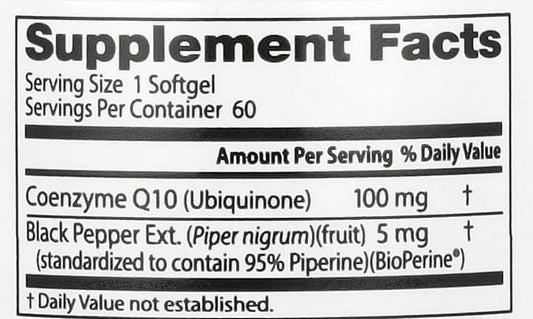 Supplement Facts
Serving Size 1 Softgel
Servings Per Container 60
Amount Per Serving % Daily Value
Coenzyme Q10 (Ubiquinone) 100 mg †
Black Pepper Ext. (Piper nigrum)(fruit) 5 mg †
(standardized to contain 95% Piperine)(BioPerine®)
† Daily Value not established.